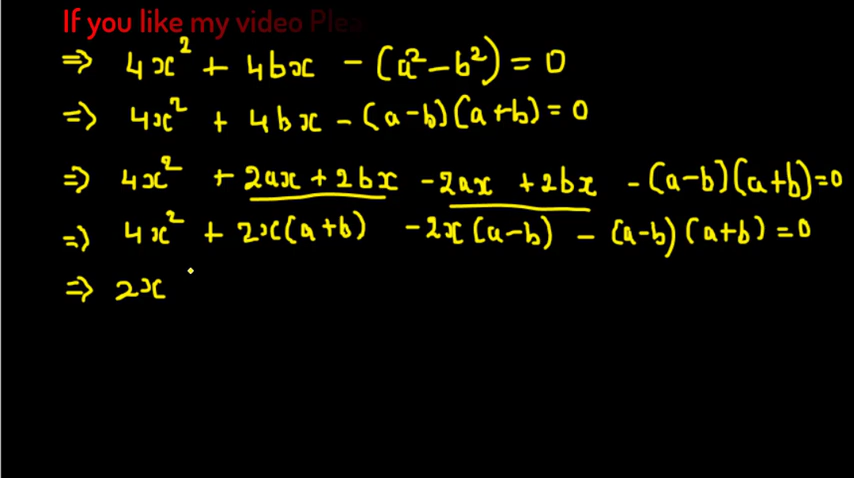 If you like my video Plea
⇒ 4x² + 4bx - (a² - b²) = 0
⇒ 4x² + 4bx - (a-b)(a+b) = 0
⇒ 4x² + 2ax + 2bx - 2ax + 2bx - (a-b)(a+b) = 0
⇒ 4x² + 2x(a+b) - 2x(a-b) - (a-b)(a+b) = 0
⇒ 2x